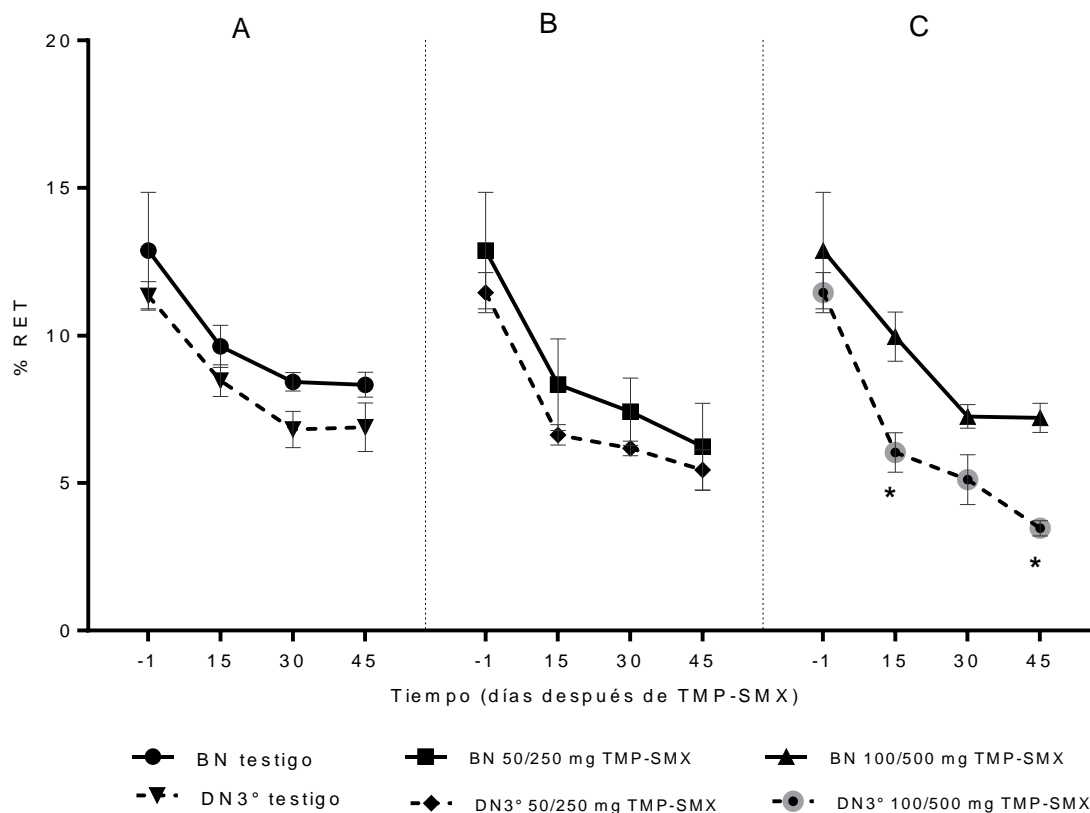 A B C
20
15
10
5
0
% RET
-1 15 30 45 -1 15 30 45 -1 15 30 45
* *
Tiempo (días después de TMP-SMX)
BN testigo BN 50/250 mg TMP-SMX BN 100/500 mg TMP-SMX
DN3° testigo DN3° 50/250 mg TMP-SMX DN3° 100/500 mg TMP-SMX